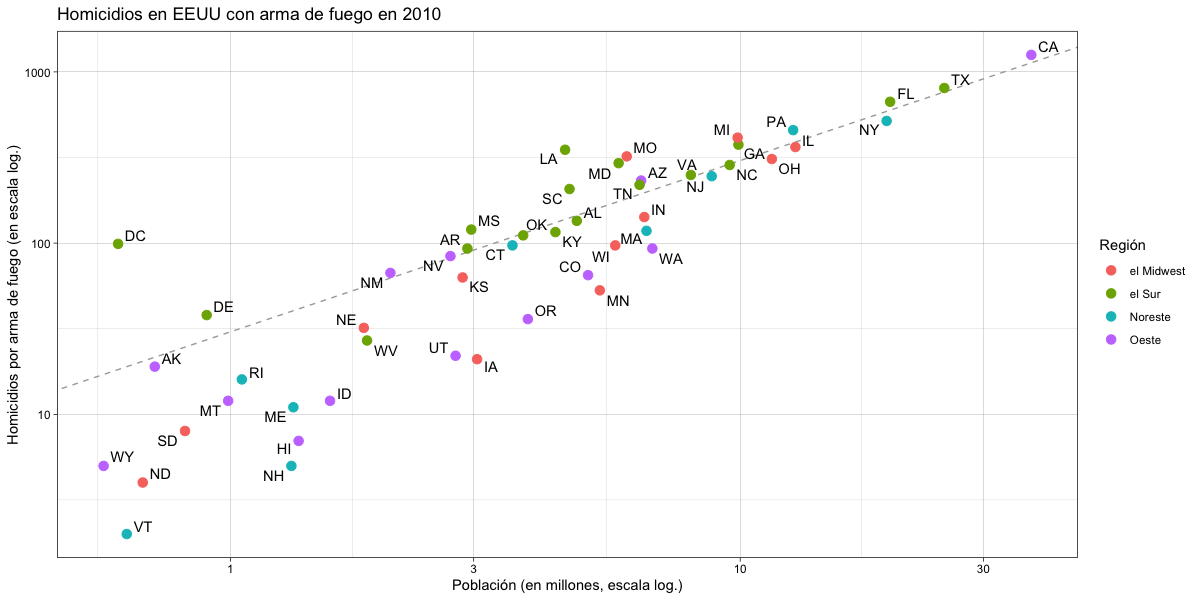 Homicidios en EEUU con arma de fuego en 2010
Homicidios por arma de fuego (en escala log.)
1000
100
10
CA
TX
FL
NY
PA
MI
IL
GA
OH
MO
LA
MD
VA
NC
AZ
NJ
TN
SC
IN
AL
MS
OK
AR
KY
MA
DC
CT
WI
WA
NV
CO
NM
KS
MN
DE
OR
NE
WV
UT
AK
IA
RI
MT
ID
ME
SD
HI
WY
ND
NH
VT
1
3
10
30
Población (en millones, escala log.)
Región
el Midwest
el Sur
Noreste
Oeste